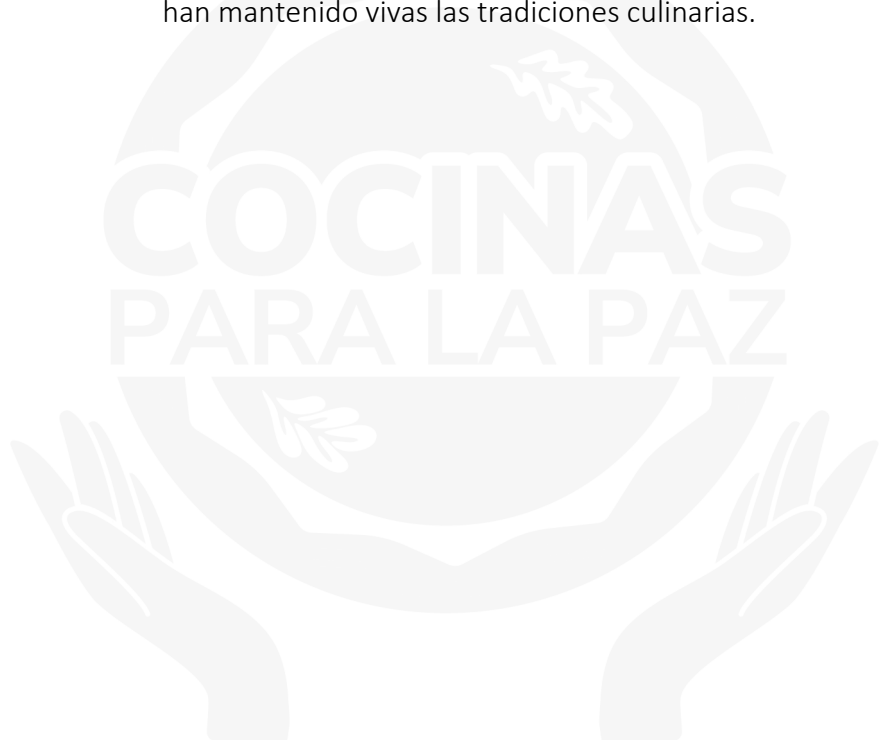 han mantenido vivas las tradiciones culinarias.
COCINAS
PARA LA PAZ